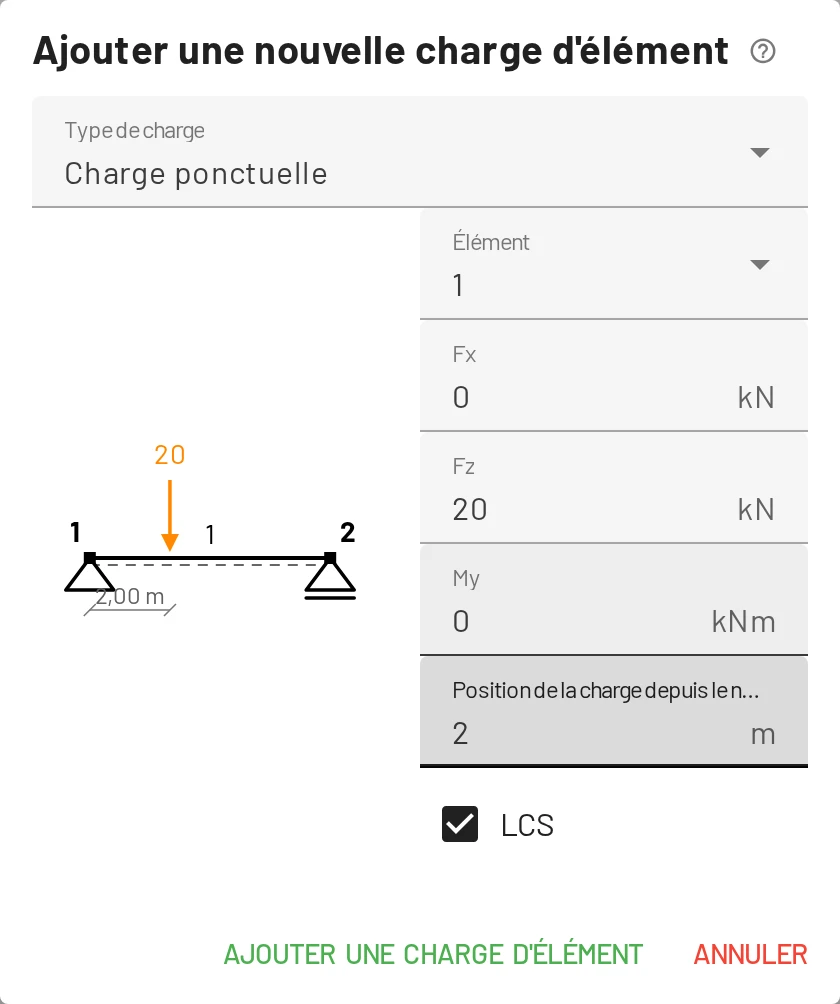 Ajouter une nouvelle charge d'élément ?
Type de charge
Charge ponctuelle
Élément
1
Fx
0 kN
Fz
20 kN
My
0 kNm
Position de la charge depuis le n...
2 m
LCS
20
1 1 2
2,00 m
AJOUTER UNE CHARGE D'ÉLÉMENT ANNULER